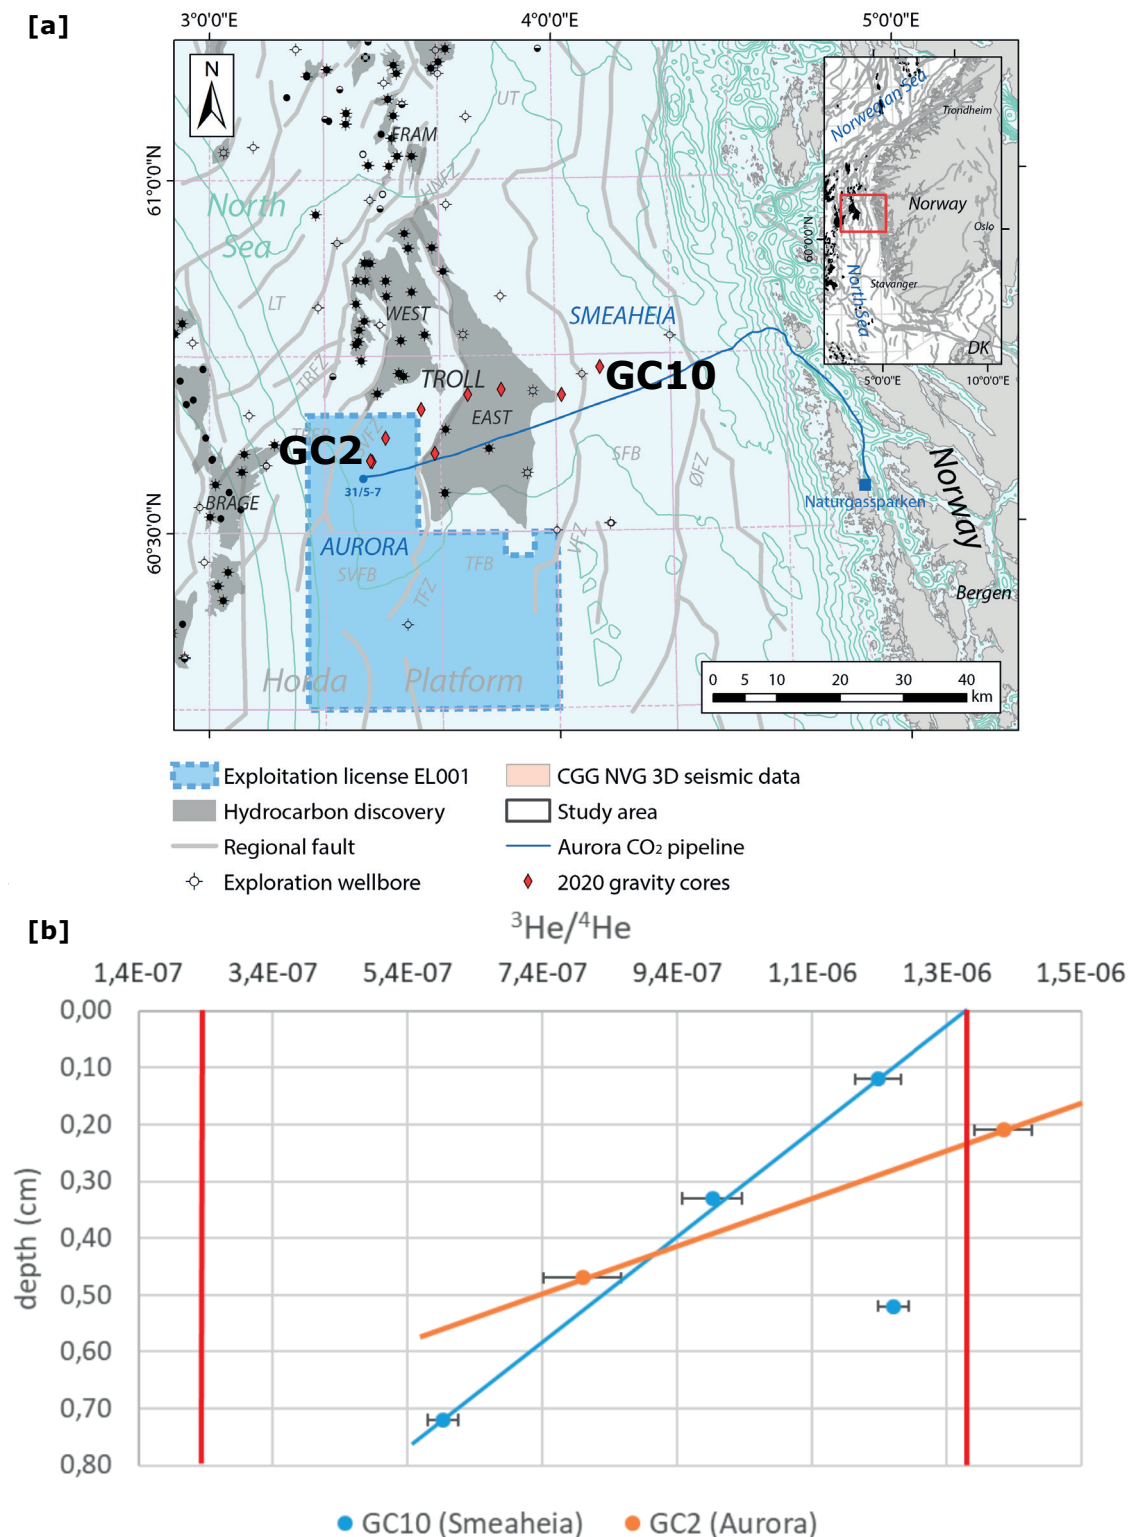 [a]
3°0'0"E
4°0'0"E
5°0'0"E
N
UT
FRAM
HNFZ
61°0'0"N
North
Sea
LT
WEST
SMEAHEIA
TRFZ
TROLL
GC10
EAST
GC2
SFB
ØFZ
31/5-7
BRAGE
Naturgassparken
Norway
60°30'0"N
AURORA
VFZ
SVFB
TFB
TFZ
Bergen
Horda
Platform
Norwegian Sea
Trondheim
Norway
Oslo
60°0'0"N
North Sea
Stavanger
DK
5°0'0"E
10°0'0"E
0 5 10 20 30 40
km
Exploitation license EL001
CGG NVG 3D seismic data
Hydrocarbon discovery
Study area
Regional fault
Aurora CO2 pipeline
Exploration wellbore
2020 gravity cores
[b]
³He/⁴He
1,4E-07 3,4E-07 5,4E-07 7,4E-07 9,4E-07 1,1E-06 1,3E-06 1,5E-06
0,00
0,10
0,20
0,30
0,40
0,50
0,60
0,70
0,80
depth (cm)
GC10 (Smeaheia)
GC2 (Aurora)